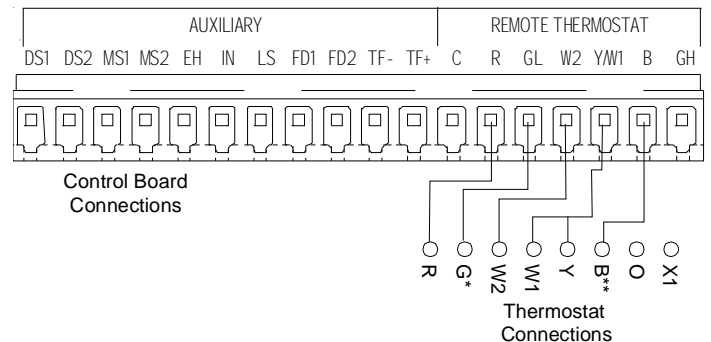 AUXILIARY REMOTE THERMOSTAT
DS1 DS2 MS1 MS2 EH IN LS FD1 FD2 TF- TF+ C R GL W2 Y/W1 B GH
Control Board
Connections
R G* W2 W1 Y B** O X1
Thermostat
Connections